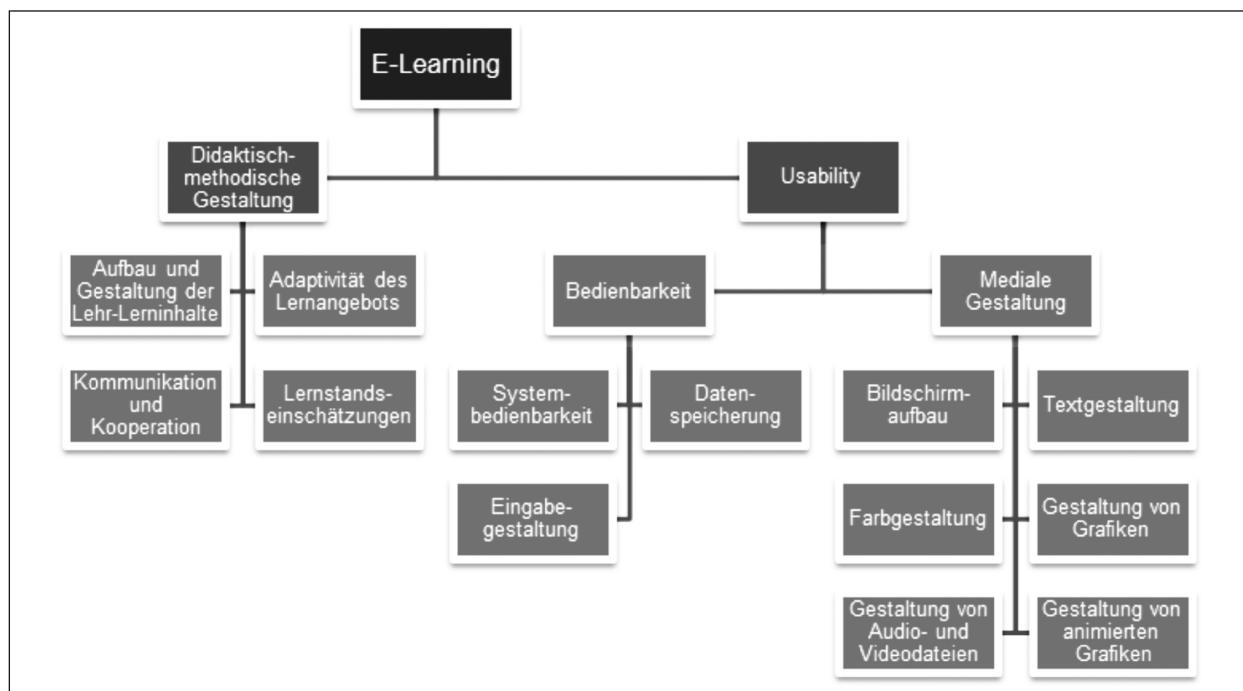 E-Learning
Didaktisch-
methodische
Gestaltung
Usability
Aufbau und
Gestaltung der
Lehr-Lerninhalte
Adaptivität des
Lernangebots
Kommunikation
und
Kooperation
Lernstands-
einschätzungen
Bedienbarkeit
Mediale
Gestaltung
System-
bedienbarkeit
Daten-
speicherung
Eingabe-
gestaltung
Bildschirm-
aufbau
Textgestaltung
Farbgestaltung
Gestaltung von
Grafiken
Gestaltung von
Audio- und
Videodateien
Gestaltung von
animierten
Grafiken